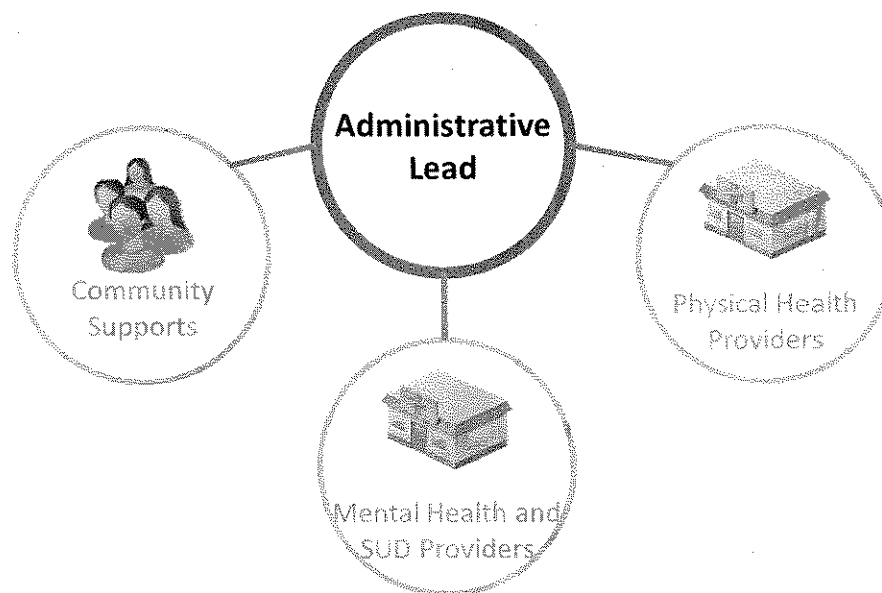 Administrative
Lead
Community
Supports
Physical Health
Providers
Mental Health and
SUD Providers